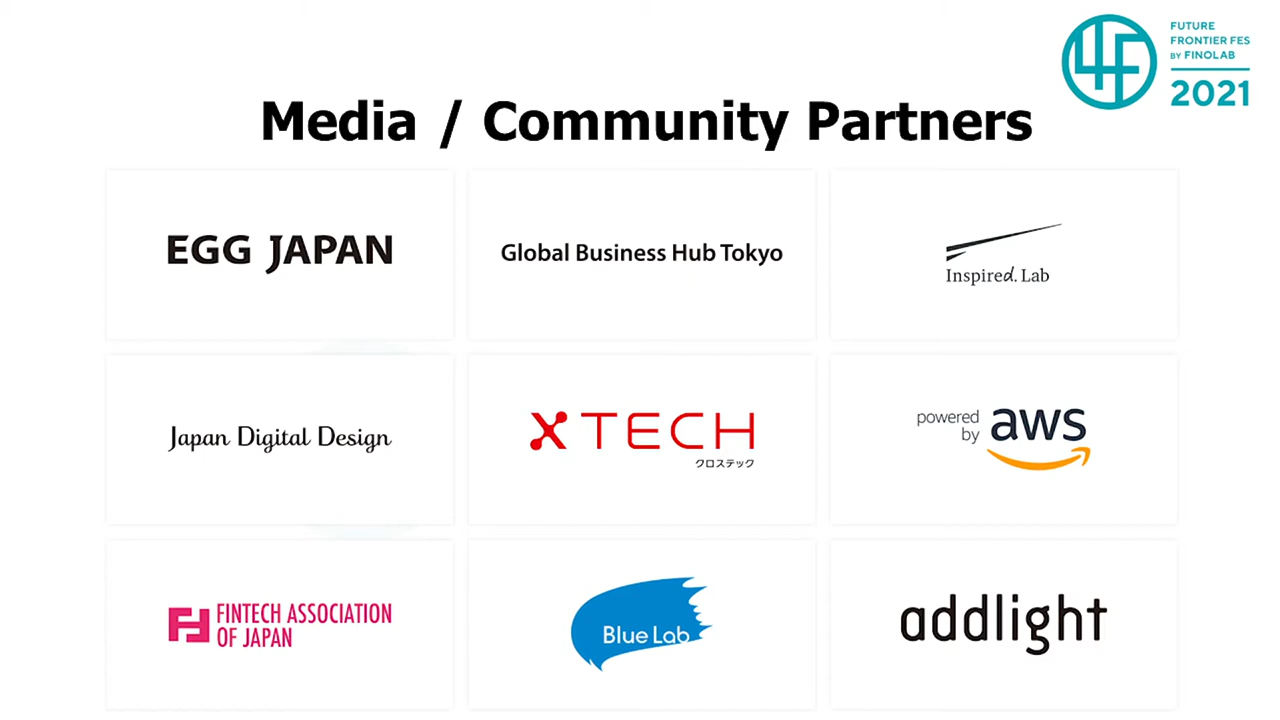 FUTURE
FRONTIER FES
BY FINOLAB
2021
Media / Community Partners
EGG JAPAN
Global Business Hub Tokyo
Inspired. Lab
Japan Digital Design
X TECH
クロステック
powered
by
aws
FINTECH ASSOCIATION
OF JAPAN
Blue Lab
addlight